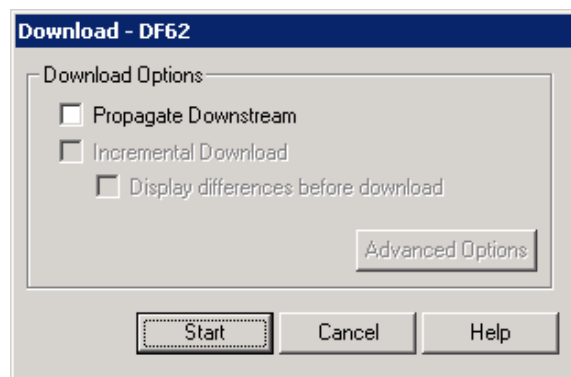 Download - DF62
Download Options
Propagate Downstream
Incremental Download
Display differences before download
Advanced Options
Start Cancel Help